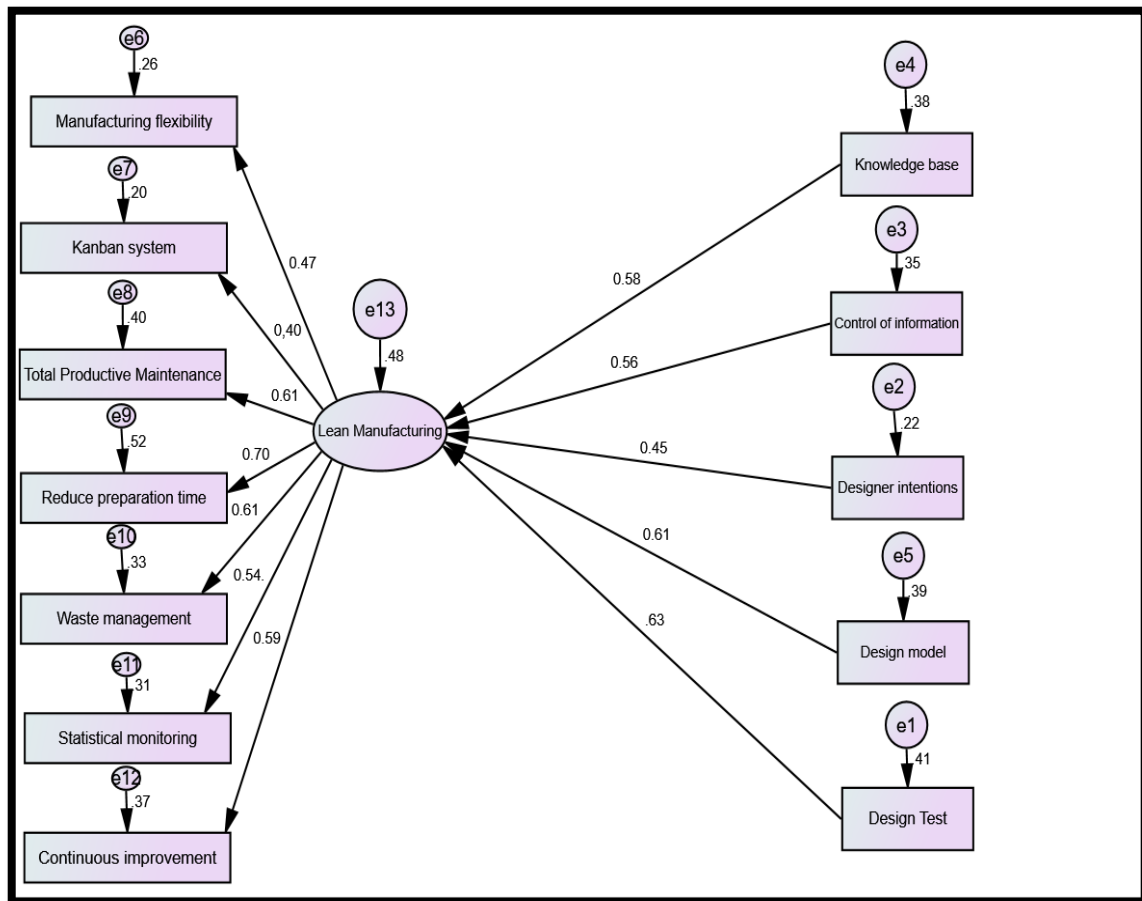 e6
.26
Manufacturing flexibility
e7
.20
Kanban system
e8
.40
Total Productive Maintenance
e9
.52
Reduce preparation time
e10
.33
Waste management
e11
.31
Statistical monitoring
e12
.37
Continuous improvement
0.47
0,40
0.61
0.70
0.61
0.54.
0.59
e13
.48
Lean Manufacturing
0.58
0.56
0.45
0.61
.63
e4
.38
Knowledge base
e3
.35
Control of information
e2
.22
Designer intentions
e5
.39
Design model
e1
.41
Design Test